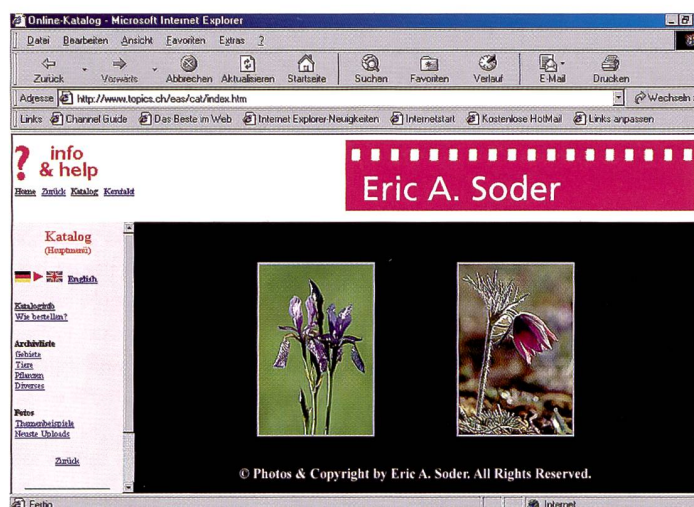 Online-Katalog - Microsoft Internet Explorer
Datei Bearbeiten Ansicht Favoriten Extras ?
Zurück Vorwärts Abbrechen Aktualisieren Startseite Suchen Favoriten Verlauf E-Mail Drucken
Adresse http://www.topics.ch/eas/cat/index.htm Wechseln
Links Channel Guide Das Beste im Web Internet Explorer-Neuigkeiten Internetstart Kostenlose HotMail Links anpassen
? info
& help
Home Zurück Katalog Kontakt
Eric A. Soder
Katalog
(Hauptmenü)
English
Kataloginfo
Wie bestellen?
Archivliste
Gebiete
Tiere
Pflanzen
Diverses
Fotos
Themenbeispiele
Neuste Uploads
Zurück
© Photos & Copyright by Eric A. Soder. All Rights Reserved.
Fertig Internet